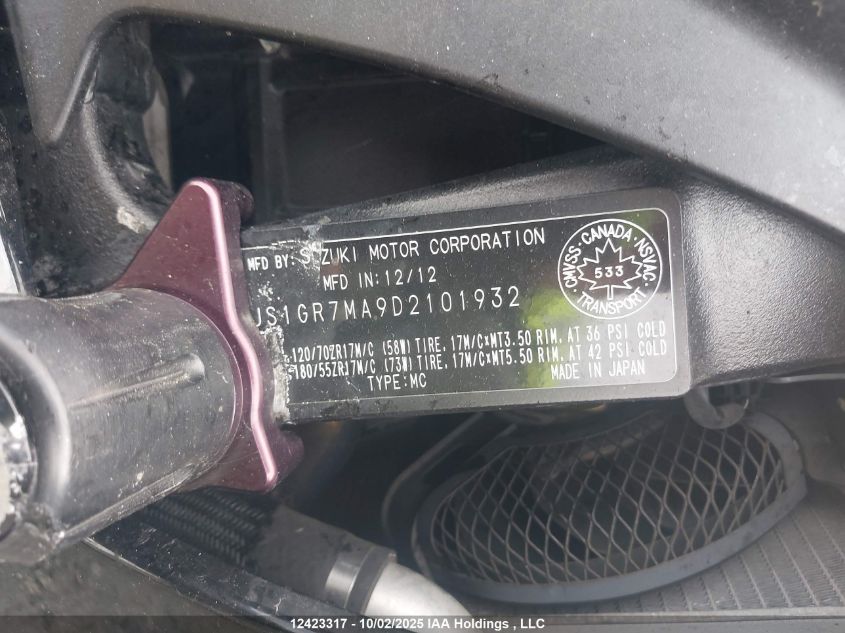 MFD BY: SUZUKI MOTOR CORPORATION
MFD IN: 12/12
JS1GR7MA9D2101932
120/70ZR17M/C (58W) TIRE, 17M/C×MT3.50 RIM, AT 36 PSI COLD
180/55ZR17M/C (73W) TIRE, 17M/C×MT5.50 RIM, AT 42 PSI COLD
TYPE: MC
MADE IN JAPAN
CMVSS · CANADA · NSVAC ·
533
TRANSPORT
12423317 - 10/02/2025 IAA Holdings , LLC